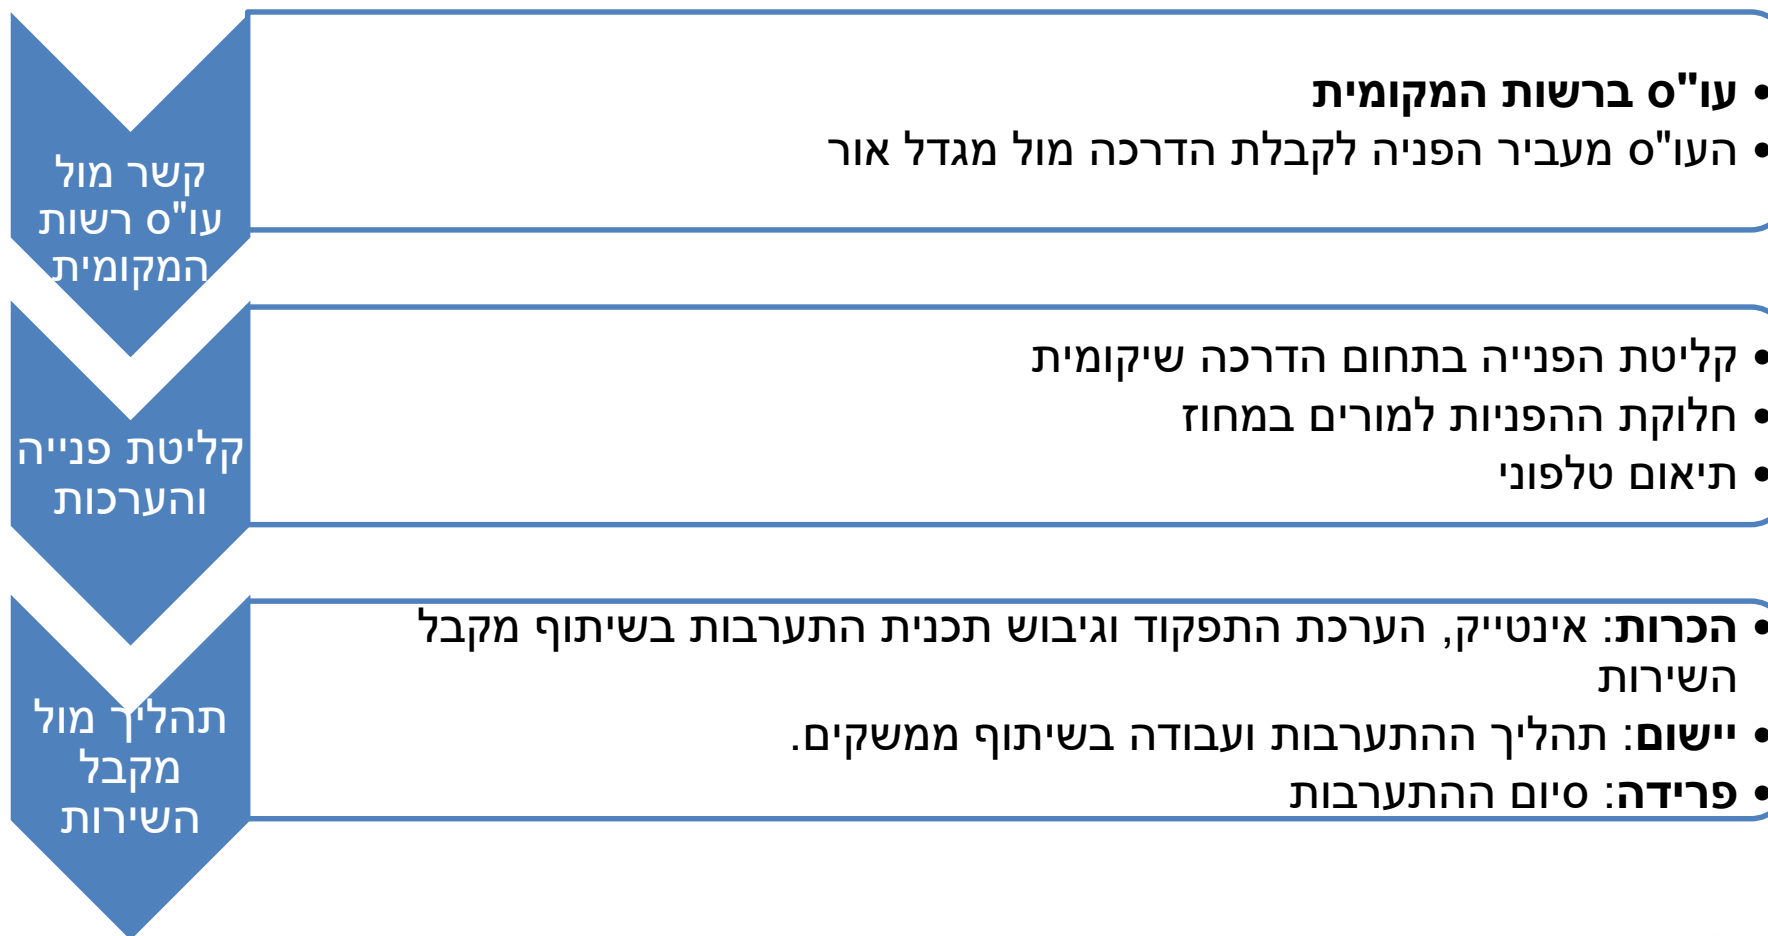 קשר מול
עו"ס רשות
המקומית
• עו"ס ברשות המקומית
• העו"ס מעביר הפניה לקבלת הדרכה מול מגדל אור
קליטת פנייה
והערכות
• קליטת הפנייה בתחום הדרכה שיקומית
• חלוקת ההפניות למורים במחוז
• תיאום טלפוני
תהליך מול
מקבל
השירות
• הכרות: אינטייק, הערכת התפקוד וגיבוש תכנית התערבות בשיתוף מקבל
השירות
• יישום: תהליך ההתערבות ועבודה בשיתוף ממשקים.
• פרידה: סיום ההתערבות